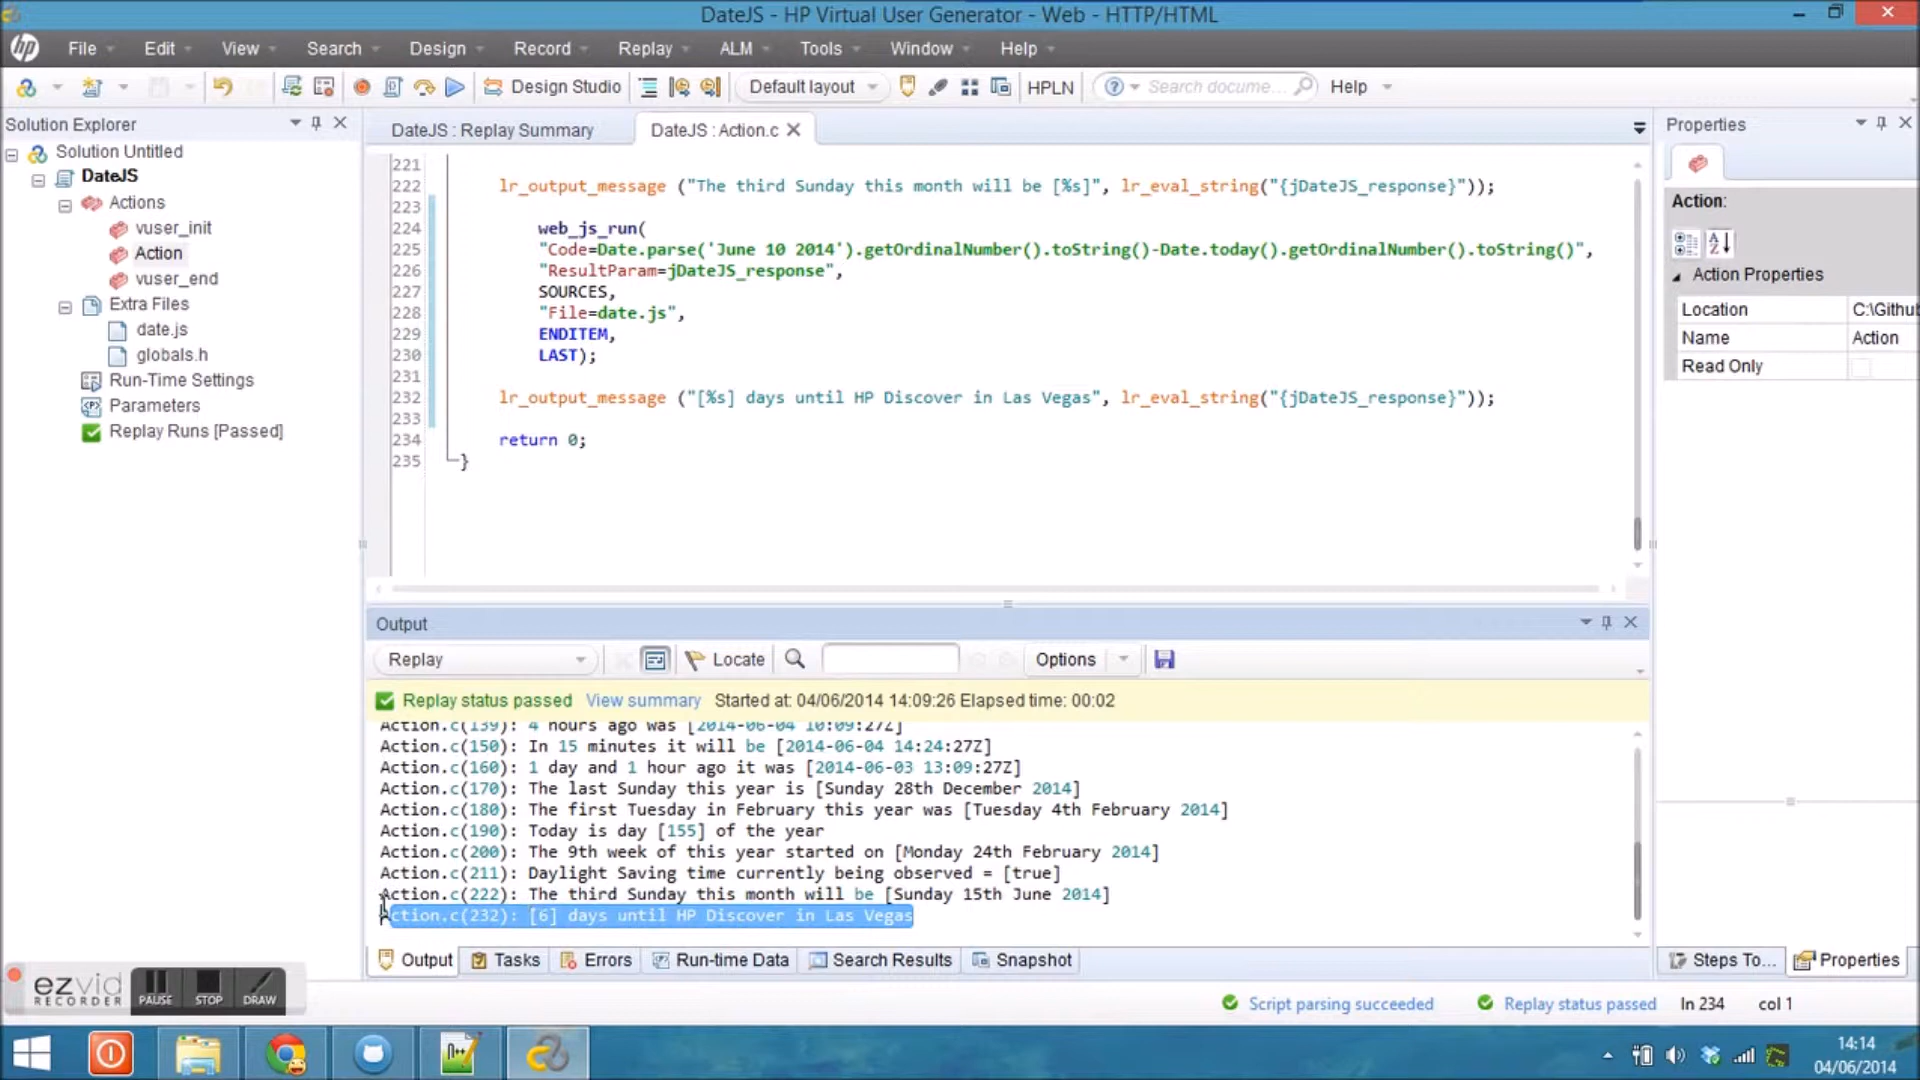 DateJS - HP Virtual User Generator - Web - HTTP/HTML
hp File Edit View Search Design Record Replay ALM Tools Window Help
Design Studio Default layout HPLN Search docume... Help
Solution Explorer
Solution Untitled
DateJS
Actions
vuser_init
Action
vuser_end
Extra Files
date.js
globals.h
Run-Time Settings
Parameters
Replay Runs [Passed]
DateJS : Replay Summary DateJS : Action.c
221
222 lr_output_message ("The third Sunday this month will be [%s]", lr_eval_string("{jDateJS_response}"));
223
224 web_js_run(
225 "Code=Date.parse('June 10 2014').getOrdinalNumber().toString()-Date.today().getOrdinalNumber().toString()",
226 "ResultParam=jDateJS_response",
227 SOURCES,
228 "File=date.js",
229 ENDITEM,
230 LAST);
231
232 lr_output_message ("[%s] days until HP Discover in Las Vegas", lr_eval_string("{jDateJS_response}"));
233
234 return 0;
235 }
Properties
Action:
Action Properties
Location C:\Githu
Name Action
Read Only
Output
Replay Locate Options
Replay status passed View summary Started at: 04/06/2014 14:09:26 Elapsed time: 00:02
Action.c(139): 4 hours ago was [2014-06-04 10:09:27Z]
Action.c(150): In 15 minutes it will be [2014-06-04 14:24:27Z]
Action.c(160): 1 day and 1 hour ago it was [2014-06-03 13:09:27Z]
Action.c(170): The last Sunday this year is [Sunday 28th December 2014]
Action.c(180): The first Tuesday in February this year was [Tuesday 4th February 2014]
Action.c(190): Today is day [155] of the year
Action.c(200): The 9th week of this year started on [Monday 24th February 2014]
Action.c(211): Daylight Saving time currently being observed = [true]
Action.c(222): The third Sunday this month will be [Sunday 15th June 2014]
Action.c(232): [6] days until HP Discover in Las Vegas
Output Tasks Errors Run-time Data Search Results Snapshot
Steps To... Properties
ezvid
RECORDER
PAUSE STOP DRAW
Script parsing succeeded Replay status passed ln 234 col 1
14:14
04/06/2014